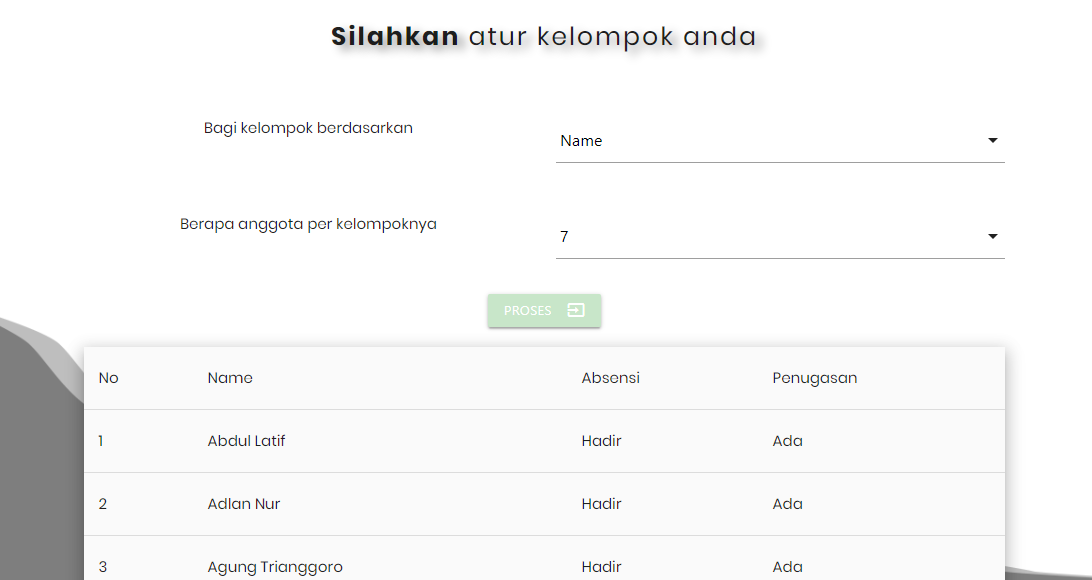 Silahkan atur kelompok anda
Bagi kelompok berdasarkan
Name
Berapa anggota per kelompoknya
7
PROSES
No Name Absensi Penugasan
1 Abdul Latif Hadir Ada
2 Adlan Nur Hadir Ada
3 Agung Trianggoro Hadir Ada